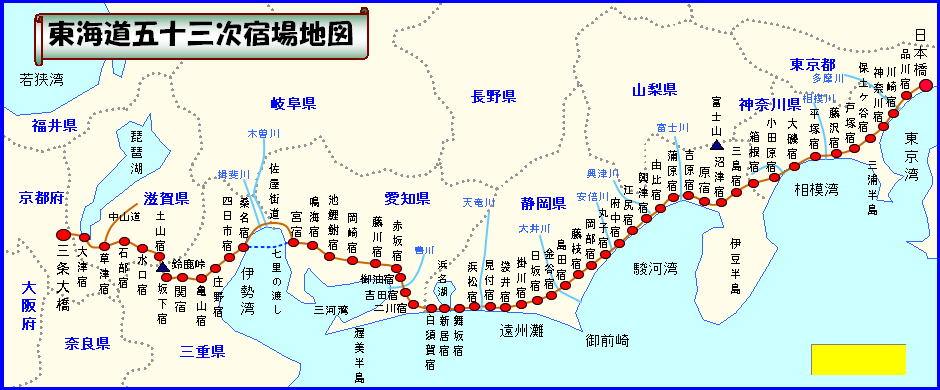 東海道五十三次宿場地図
若狭湾
福井県
琵琶湖
京都府
滋賀県
中山道
三条大橋
大津宿
草津宿
石部宿
水口宿
土山宿
鈴鹿峠
坂下宿
関宿
亀山宿
庄野宿
四日市宿
桑名宿
大阪府
奈良県
三重県
伊勢湾
七里の渡し
岐阜県
木曽川
揖斐川
佐屋街道
宮宿
鳴海宿
池鯉鮒宿
岡崎宿
藤川宿
赤坂宿
御油宿
吉田宿
二川宿
愛知県
豊川
三河湾
渥美半島
長野県
白須賀宿
新居宿
舞坂宿
浜名湖
浜松宿
天竜川
見付宿
袋井宿
掛川宿
日坂宿
金谷宿
大井川
島田宿
藤枝宿
岡部宿
丸子宿
安倍川
府中宿
江尻宿
興津川
興津宿
由比宿
蒲原宿
富士川
吉原宿
原宿
沼津宿
静岡県
遠州灘
御前崎
駿河湾
伊豆半島
山梨県
富士山
三島宿
箱根宿
小田原宿
大磯宿
平塚宿
相模川
藤沢宿
戸塚宿
保土ヶ谷宿
神奈川宿
川崎宿
品川宿
日本橋
神奈川県
東京都
多摩川
相模湾
三浦半島
東京湾